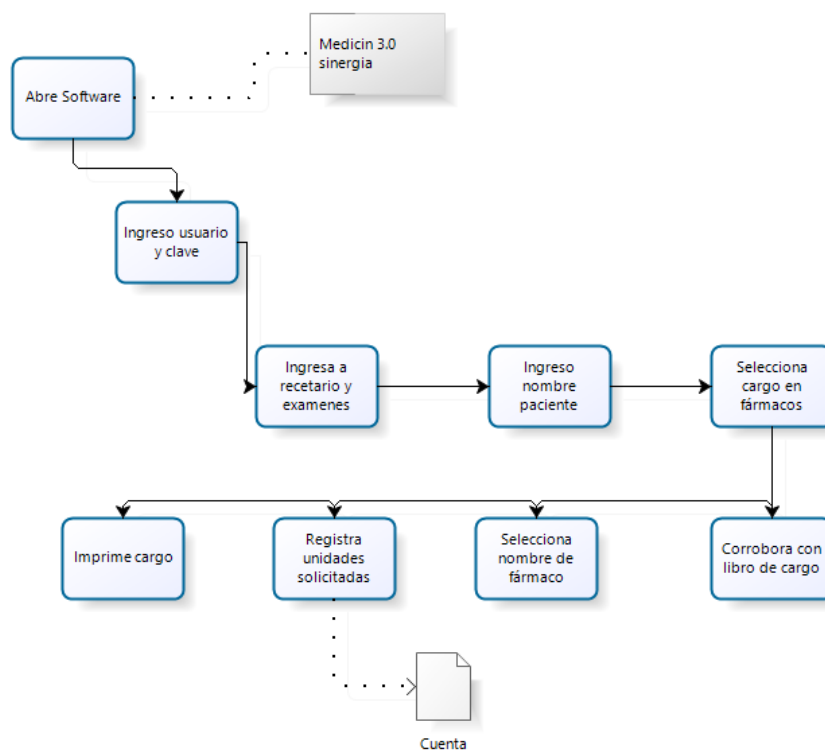 Medicin 3.0
sinergia
Abre Software
Ingreso usuario
y clave
Ingresa a
recetario y
examenes
Ingreso
nombre
paciente
Selecciona
cargo en
fármacos
Imprime cargo
Registra
unidades
solicitadas
Selecciona
nombre de
fármaco
Corrobora con
libro de cargo
Cuenta